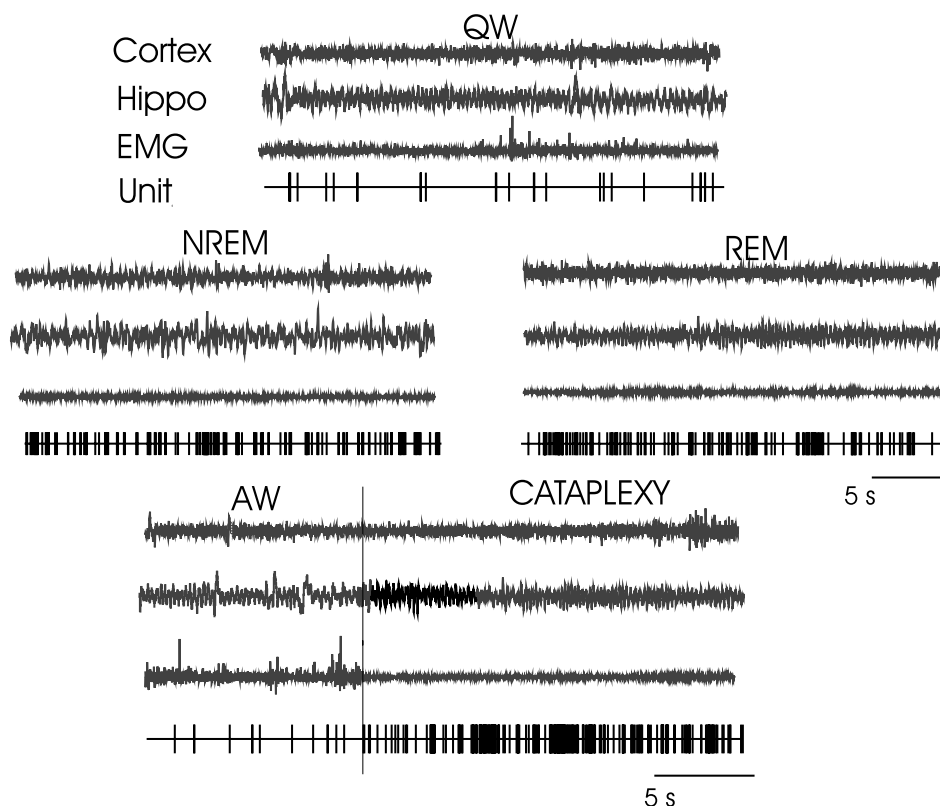 QW
Cortex
Hippo
EMG
Unit
NREM
REM
5 s
AW
CATAPLEXY
5 s